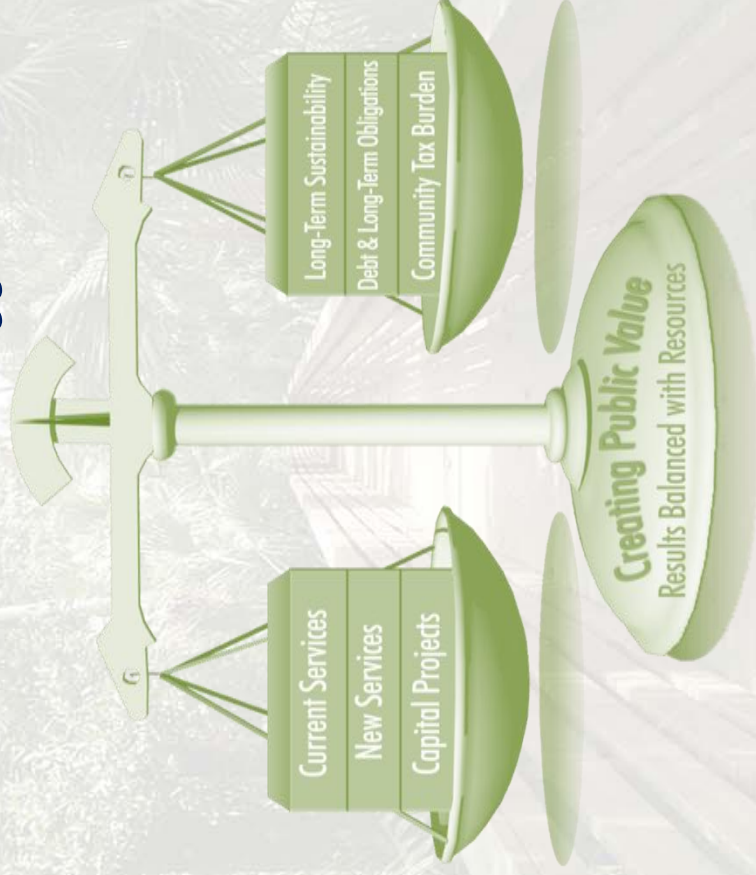 Current Services
New Services
Capital Projects
Long-Term Sustainability
Debt & Long-Term Obligations
Community Tax Burden
Creating Public Value
Results Balanced with Resources